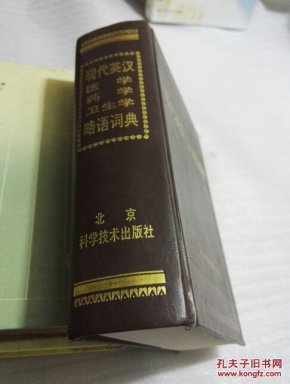 现代英汉
医学
药学
卫生学
略语词典
北京
科学技术出版社
孔夫子旧书网
www.kongfz.com